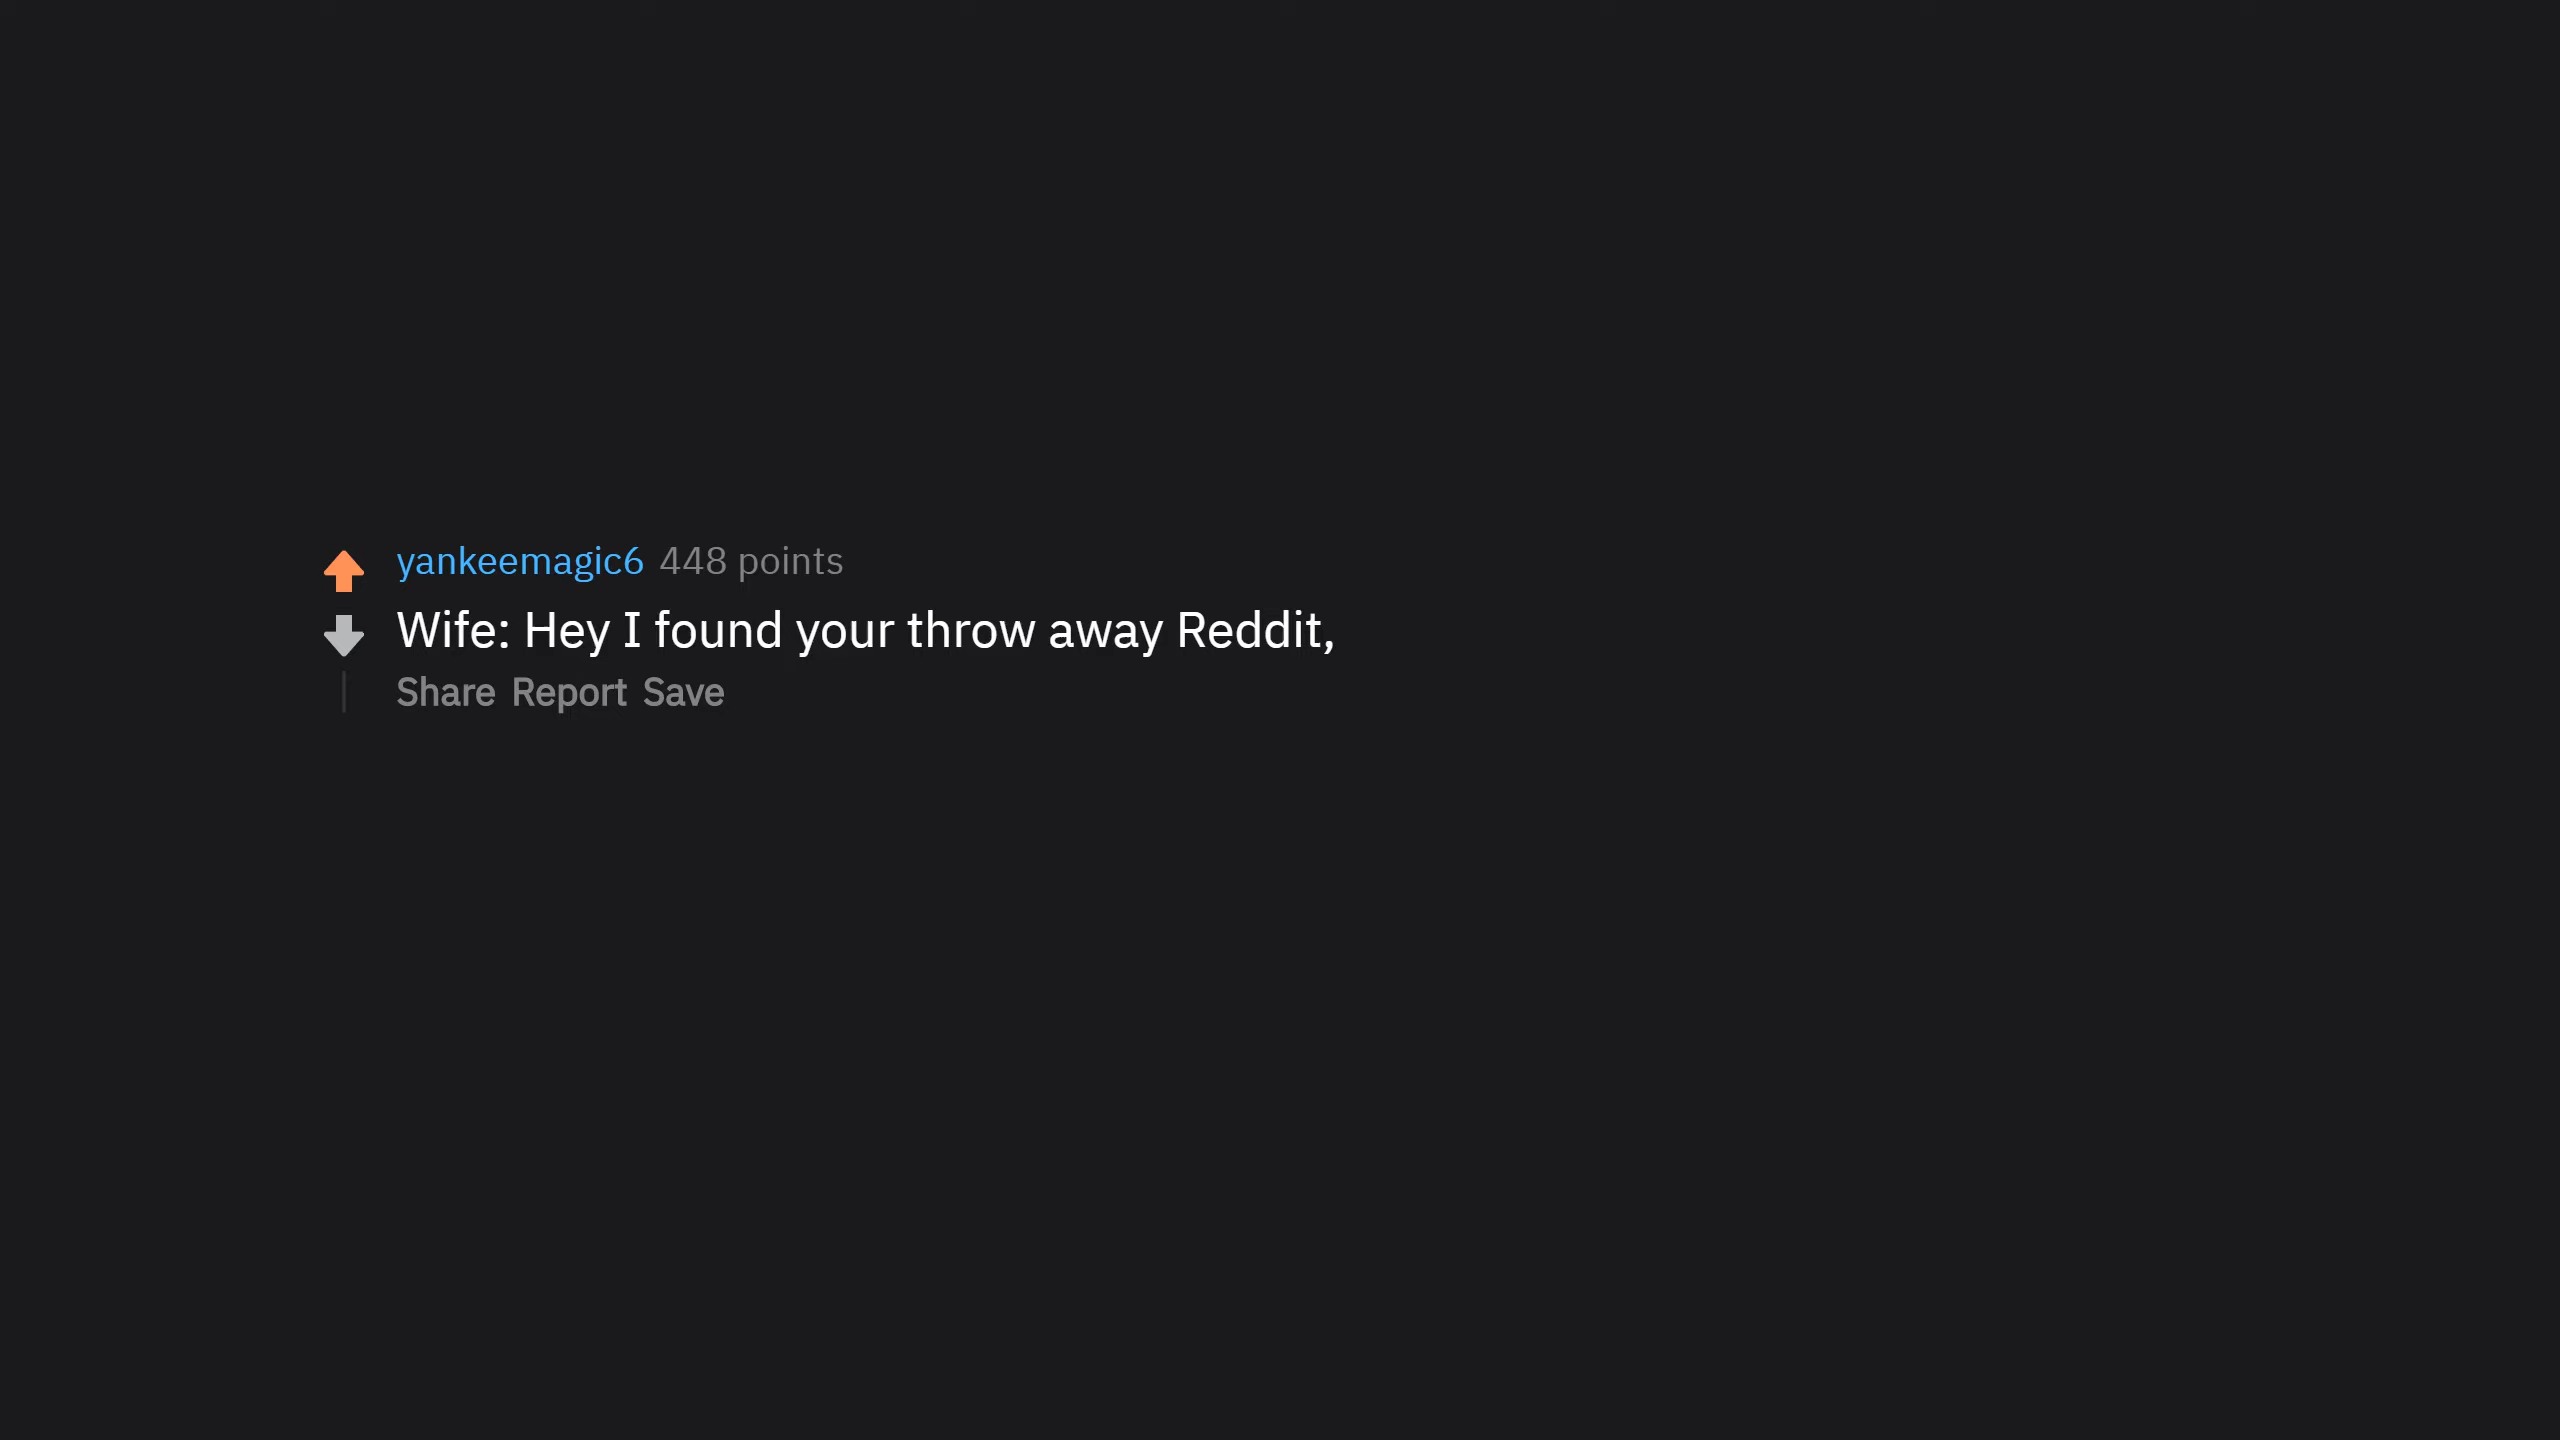 yankeemagic6 448 points
Wife: Hey I found your throw away Reddit,
Share Report Save